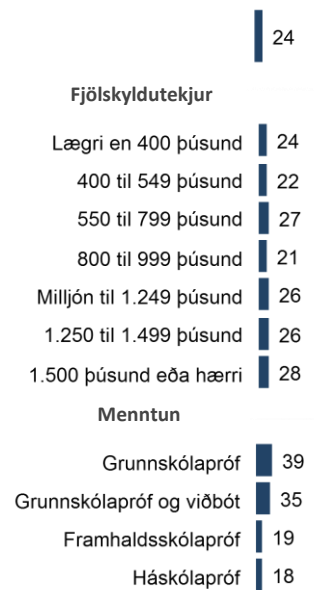 24
Fjölskyldutekjur
Lægri en 400 þúsund 24
400 til 549 þúsund 22
550 til 799 þúsund 27
800 til 999 þúsund 21
Milljón til 1.249 þúsund 26
1.250 til 1.499 þúsund 26
1.500 þúsund eða hærri 28
Menntun
Grunnskólapróf 39
Grunnskólapróf og viðbót 35
Framhaldsskólapróf 19
Háskólapróf 18